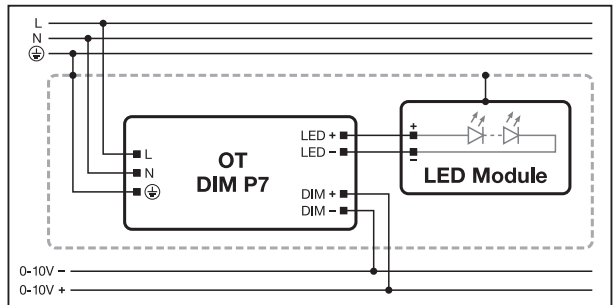 L
N
LED +
LED −
L
N
OT
DIM P7
DIM +
DIM −
+
−
LED Module
0-10V −
0-10V +